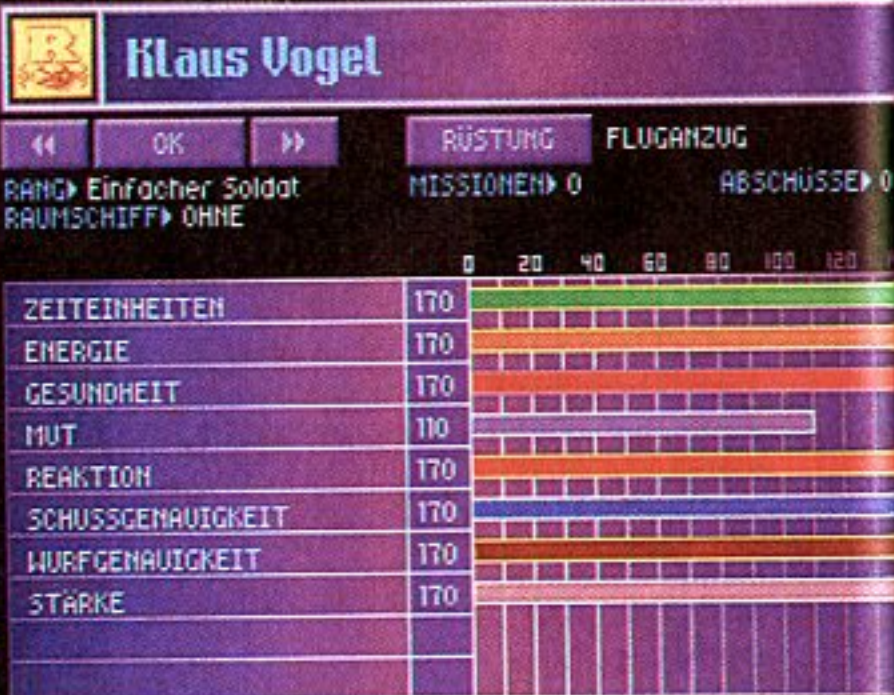 R
Klaus Vogel
OK
RÜSTUNG FLUGANZUG
RANG> Einfacher Soldat MISSIONEN> 0 ABSCHÜSSE> 0
RAUMSCHIFF> OHNE
0 20 40 60 80 100 120
ZEITEINHEITEN 170
ENERGIE 170
GESUNDHEIT 170
MUT 110
REAKTION 170
SCHUSSGENAUIGKEIT 170
WURFGENAUIGKEIT 170
STÄRKE 170